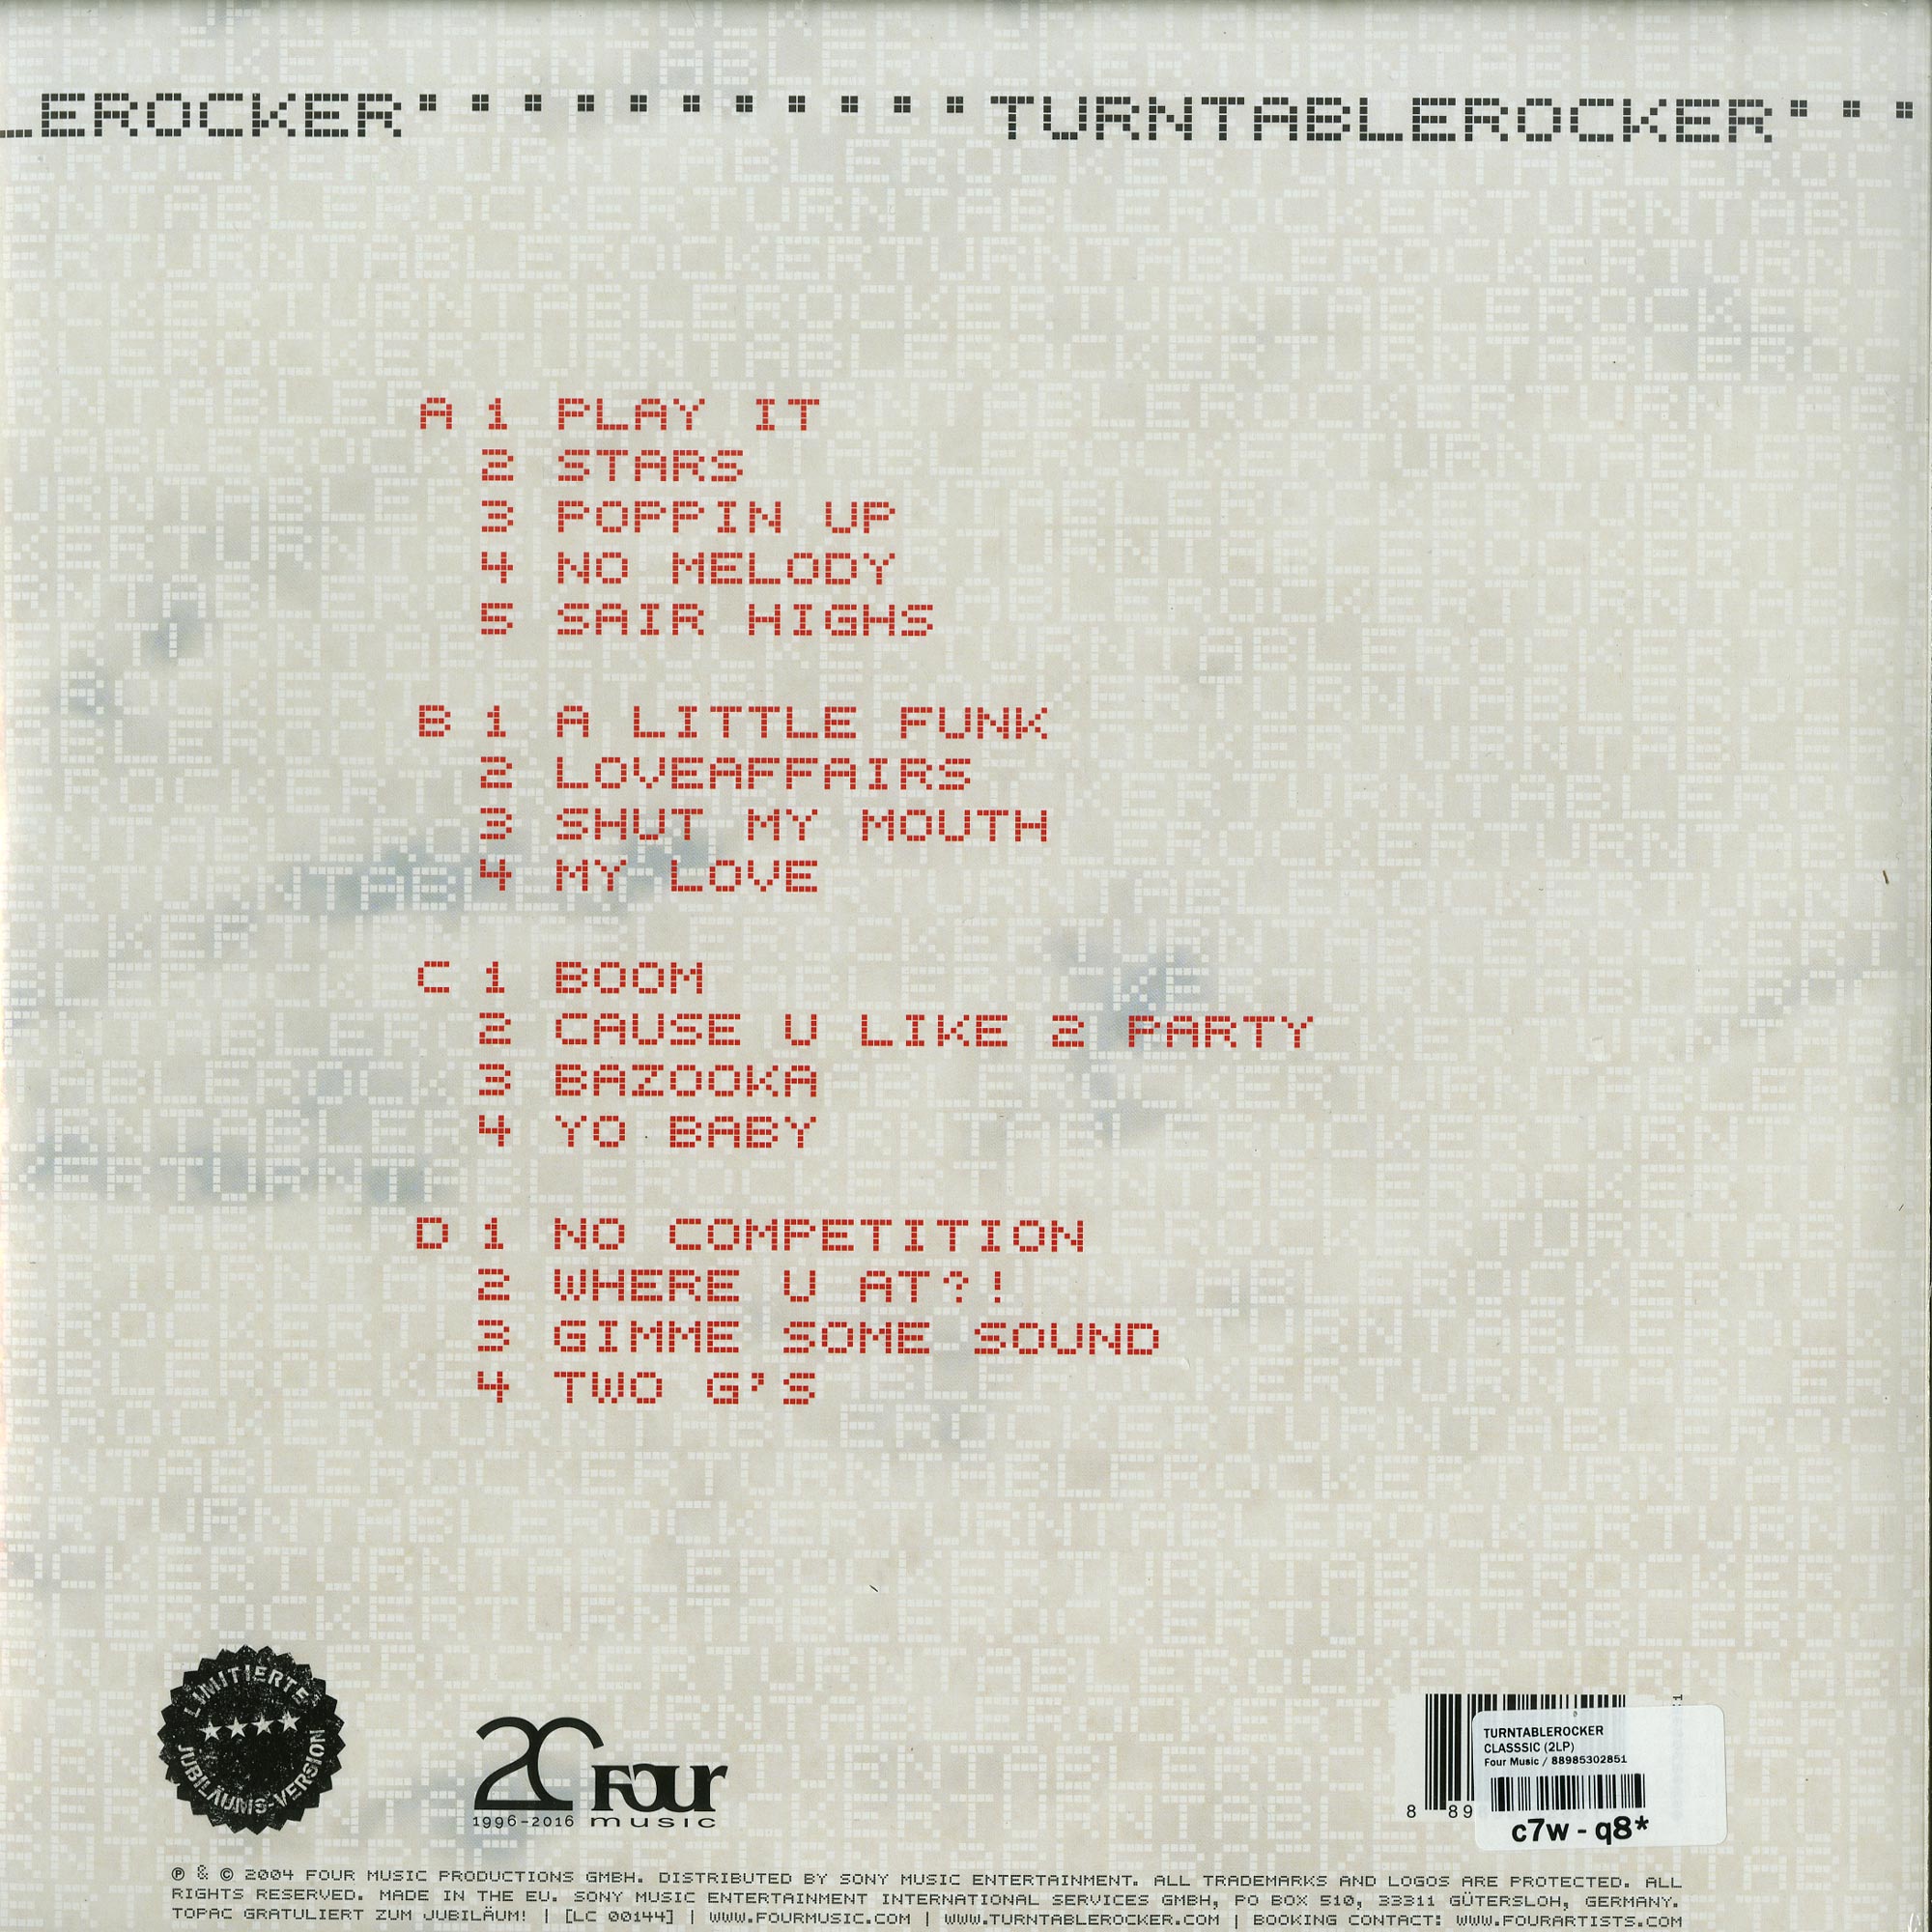 LEROCKER TURNTABLEROCKER
A 1 PLAY IT
2 STARS
3 POPPIN UP
4 NO MELODY
5 SAIR HIGHS
B 1 A LITTLE FUNK
2 LOVEAFFAIRS
3 SHUT MY MOUTH
4 MY LOVE
C 1 BOOM
2 CAUSE U LIKE 2 PARTY
3 BAZOOKA
4 YO BABY
D 1 NO COMPETITION
2 WHERE U AT?!
3 GIMME SOME SOUND
4 TWO G'S
LIMITIERTE
JUBILÄUMS-VERSION
20 Four
1996-2016 music
8 89
TURNTABLEROCKER
CLASSSIC (2LP)
Four Music / 88985302851
c7w - q8*
℗ & © 2004 FOUR MUSIC PRODUCTIONS GMBH. DISTRIBUTED BY SONY MUSIC ENTERTAINMENT. ALL TRADEMARKS AND LOGOS ARE PROTECTED. ALL
RIGHTS RESERVED. MADE IN THE EU. SONY MUSIC ENTERTAINMENT INTERNATIONAL SERVICES GMBH, PO BOX 510, 33311 GÜTERSLOH, GERMANY.
TOPAC GRATULIERT ZUM JUBILÄUM! | [LC 00144] | WWW.FOURMUSIC.COM | WWW.TURNTABLEROCKER.COM | BOOKING CONTACT: WWW.FOURARTISTS.COM